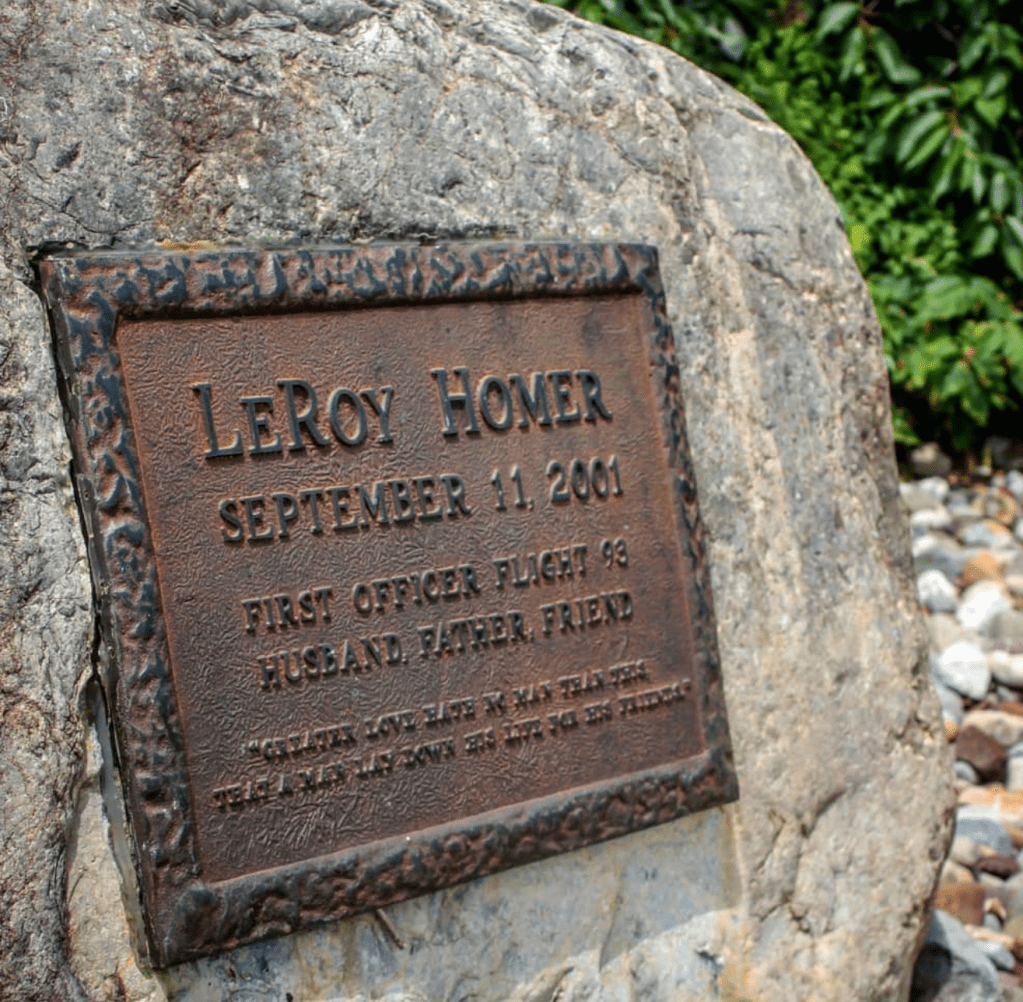 LEROY HOMER
SEPTEMBER 11, 2001
FIRST OFFICER FLIGHT 93
HUSBAND, FATHER, FRIEND
"GREATER LOVE HATH NO MAN THAN THIS,
THAT A MAN LAY DOWN HIS LIFE FOR HIS FRIENDS."